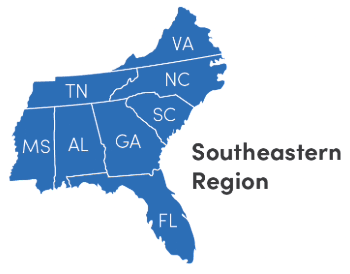 VA
NC
TN
SC
MS
AL
GA
Southeastern
Region
FL